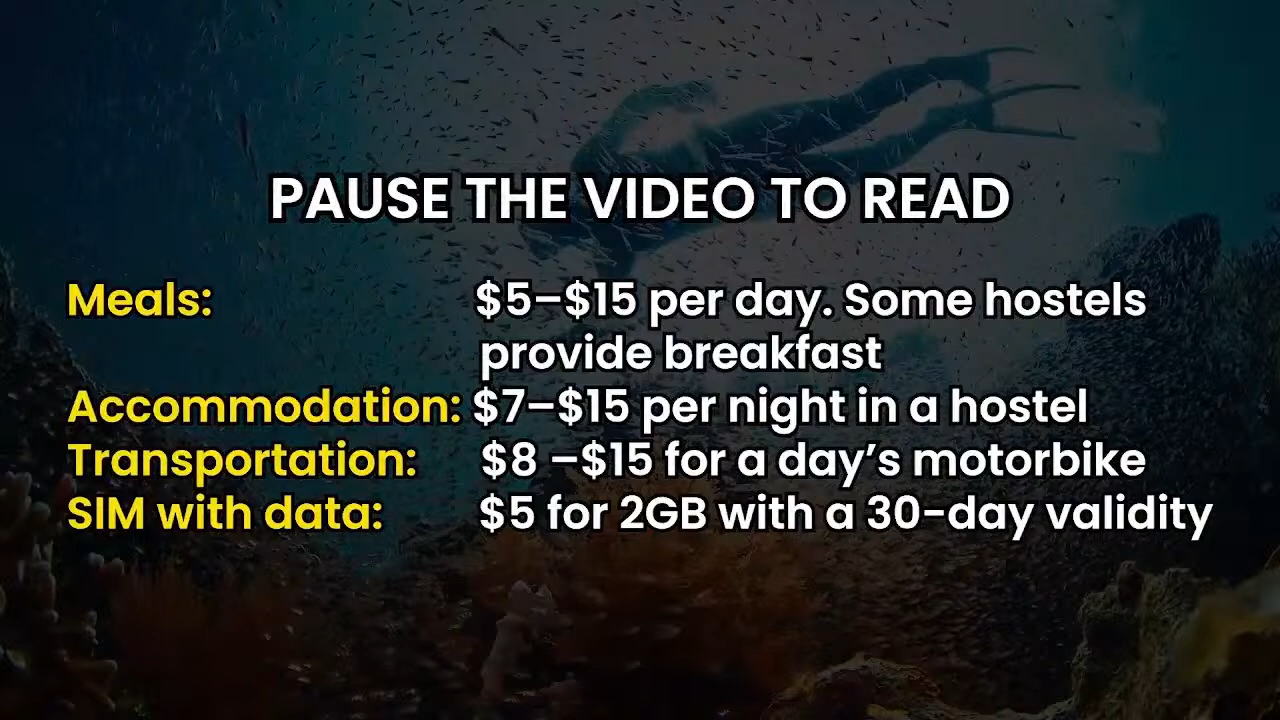 PAUSE THE VIDEO TO READ
Meals: $5–$15 per day. Some hostels
provide breakfast
Accommodation: $7–$15 per night in a hostel
Transportation: $8 –$15 for a day’s motorbike
SIM with data: $5 for 2GB with a 30-day validity